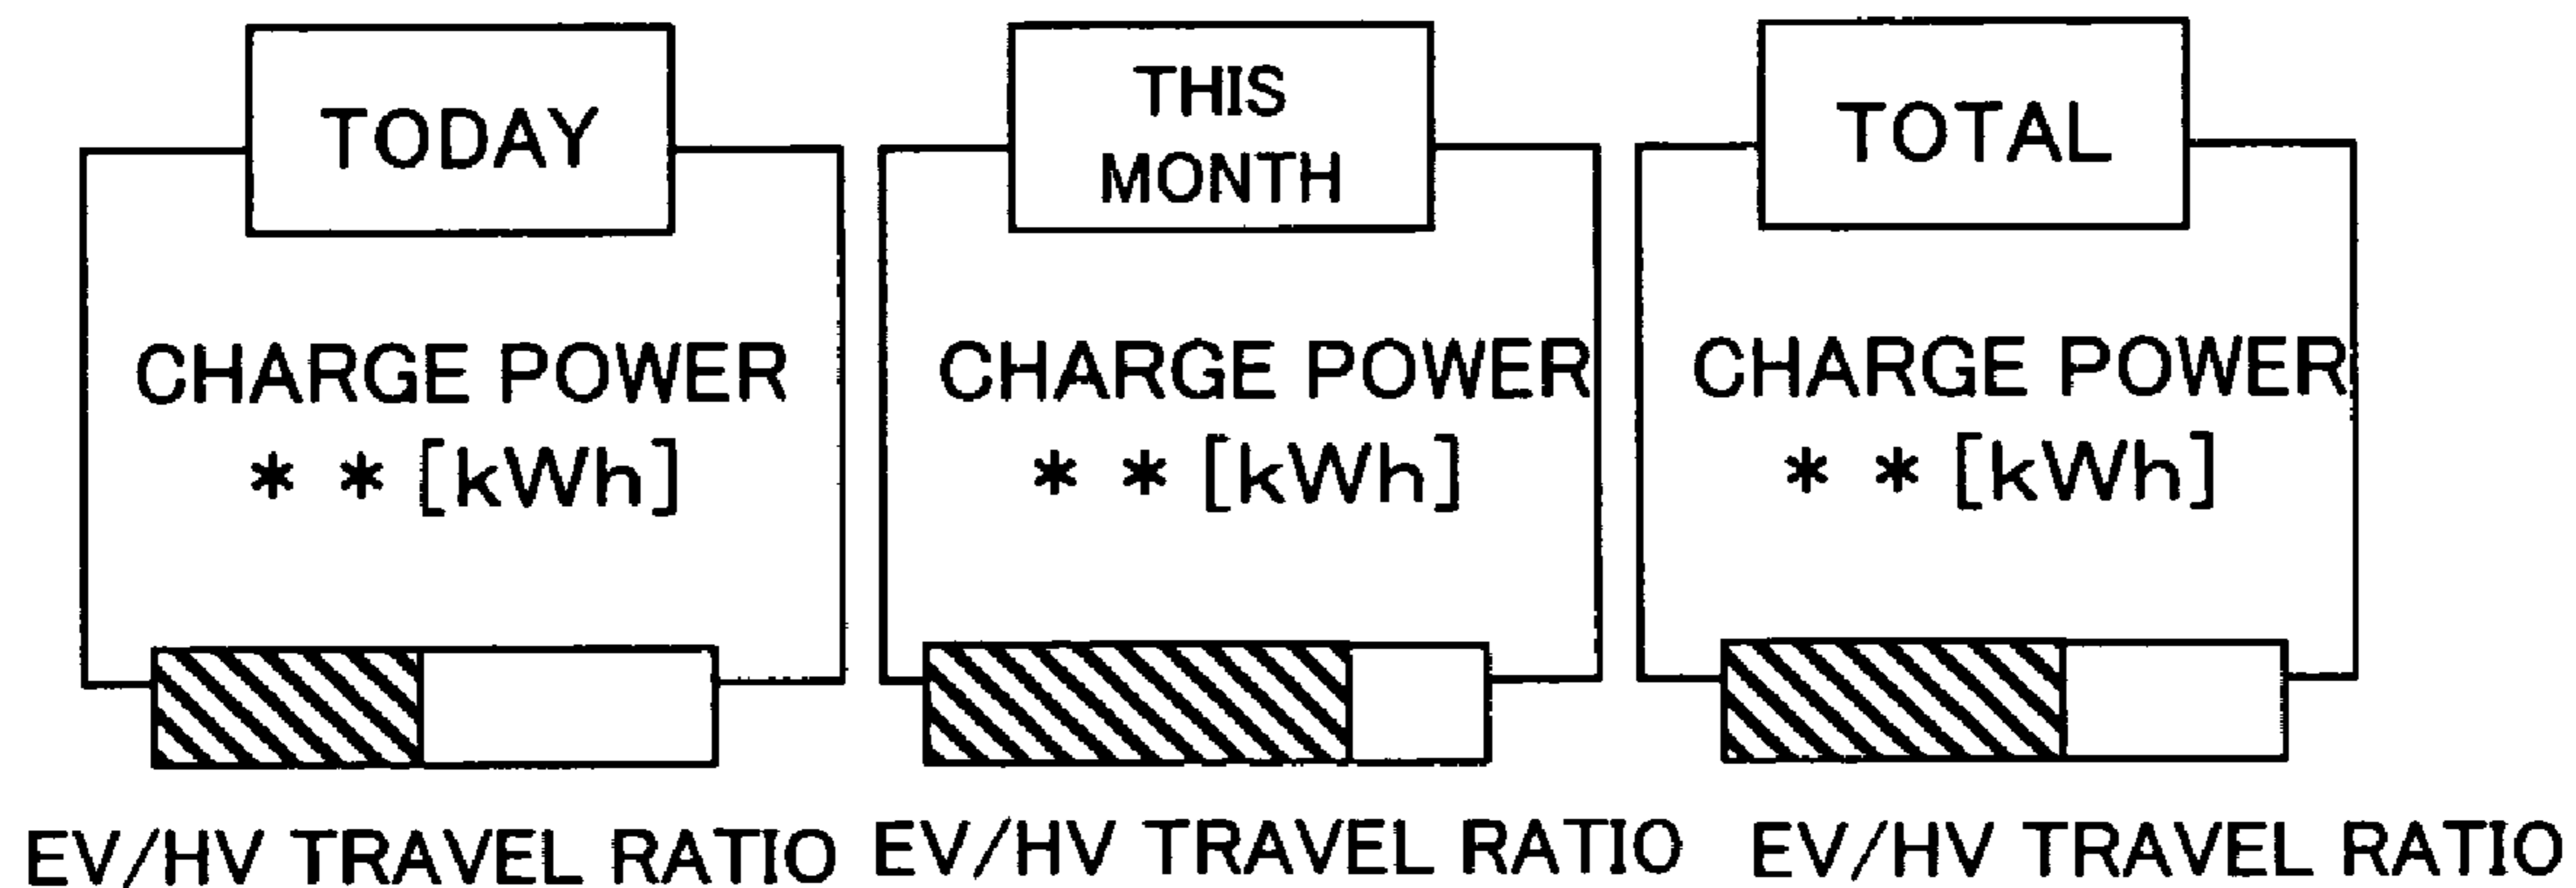 TODAY
CHARGE POWER
* * [kWh]
EV/HV TRAVEL RATIO
THIS
MONTH
CHARGE POWER
* * [kWh]
EV/HV TRAVEL RATIO
TOTAL
CHARGE POWER
* * [kWh]
EV/HV TRAVEL RATIO